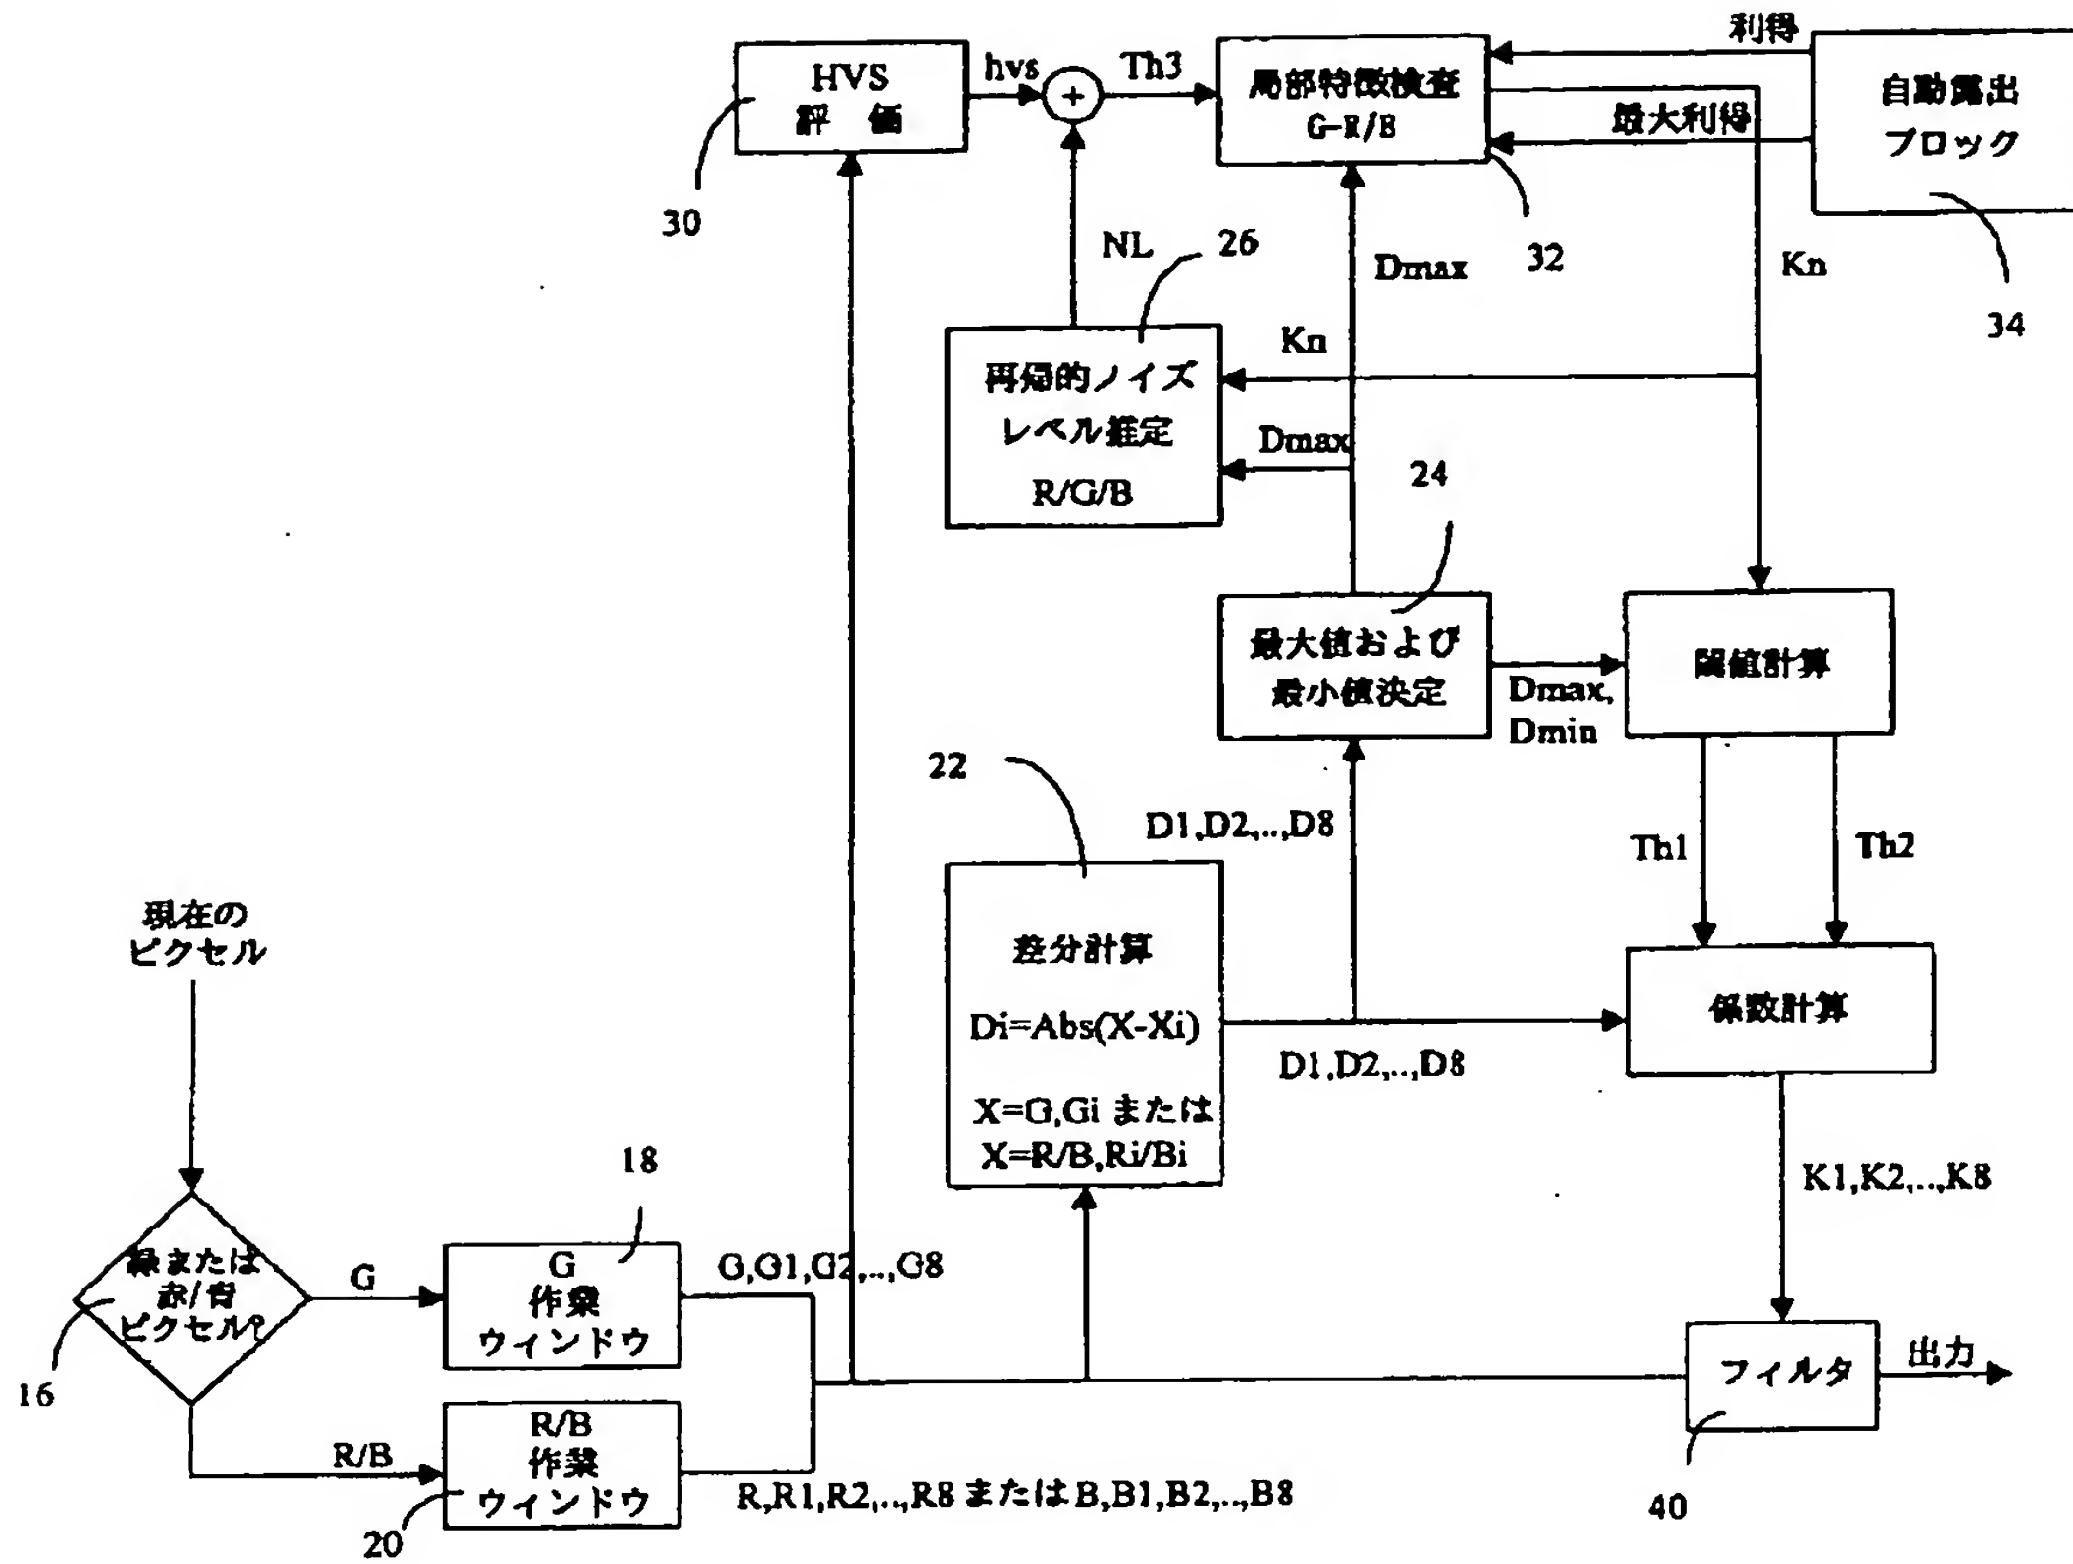 利得
HVS
評 価
hvs
+
Th3
局部特徴検査
G-R/B
最大利得
自動露出
ブロック
30
NL
26
Dmax
32
Kn
34
Kn
再帰的ノイズ
レベル推定
R/G/B
Dmax
24
最大値および
最小値決定
Dmax,
Dmin
閾値計算
22
D1,D2,..,D8
Th1
Th2
現在の
ピクセル
差分計算
Di=Abs(X-Xi)
X=G,Gi または
X=R/B,Ri/Bi
係数計算
D1,D2,..,D8
18
K1,K2,..,K8
緑または
赤/青
ピクセル?
16
G
G
作業
ウィンドウ
G,G1,G2,..,G8
フィルタ
出力
R/B
R/B
作業
ウィンドウ
20
R,R1,R2,..,R8 または B,B1,B2,..,B8
40